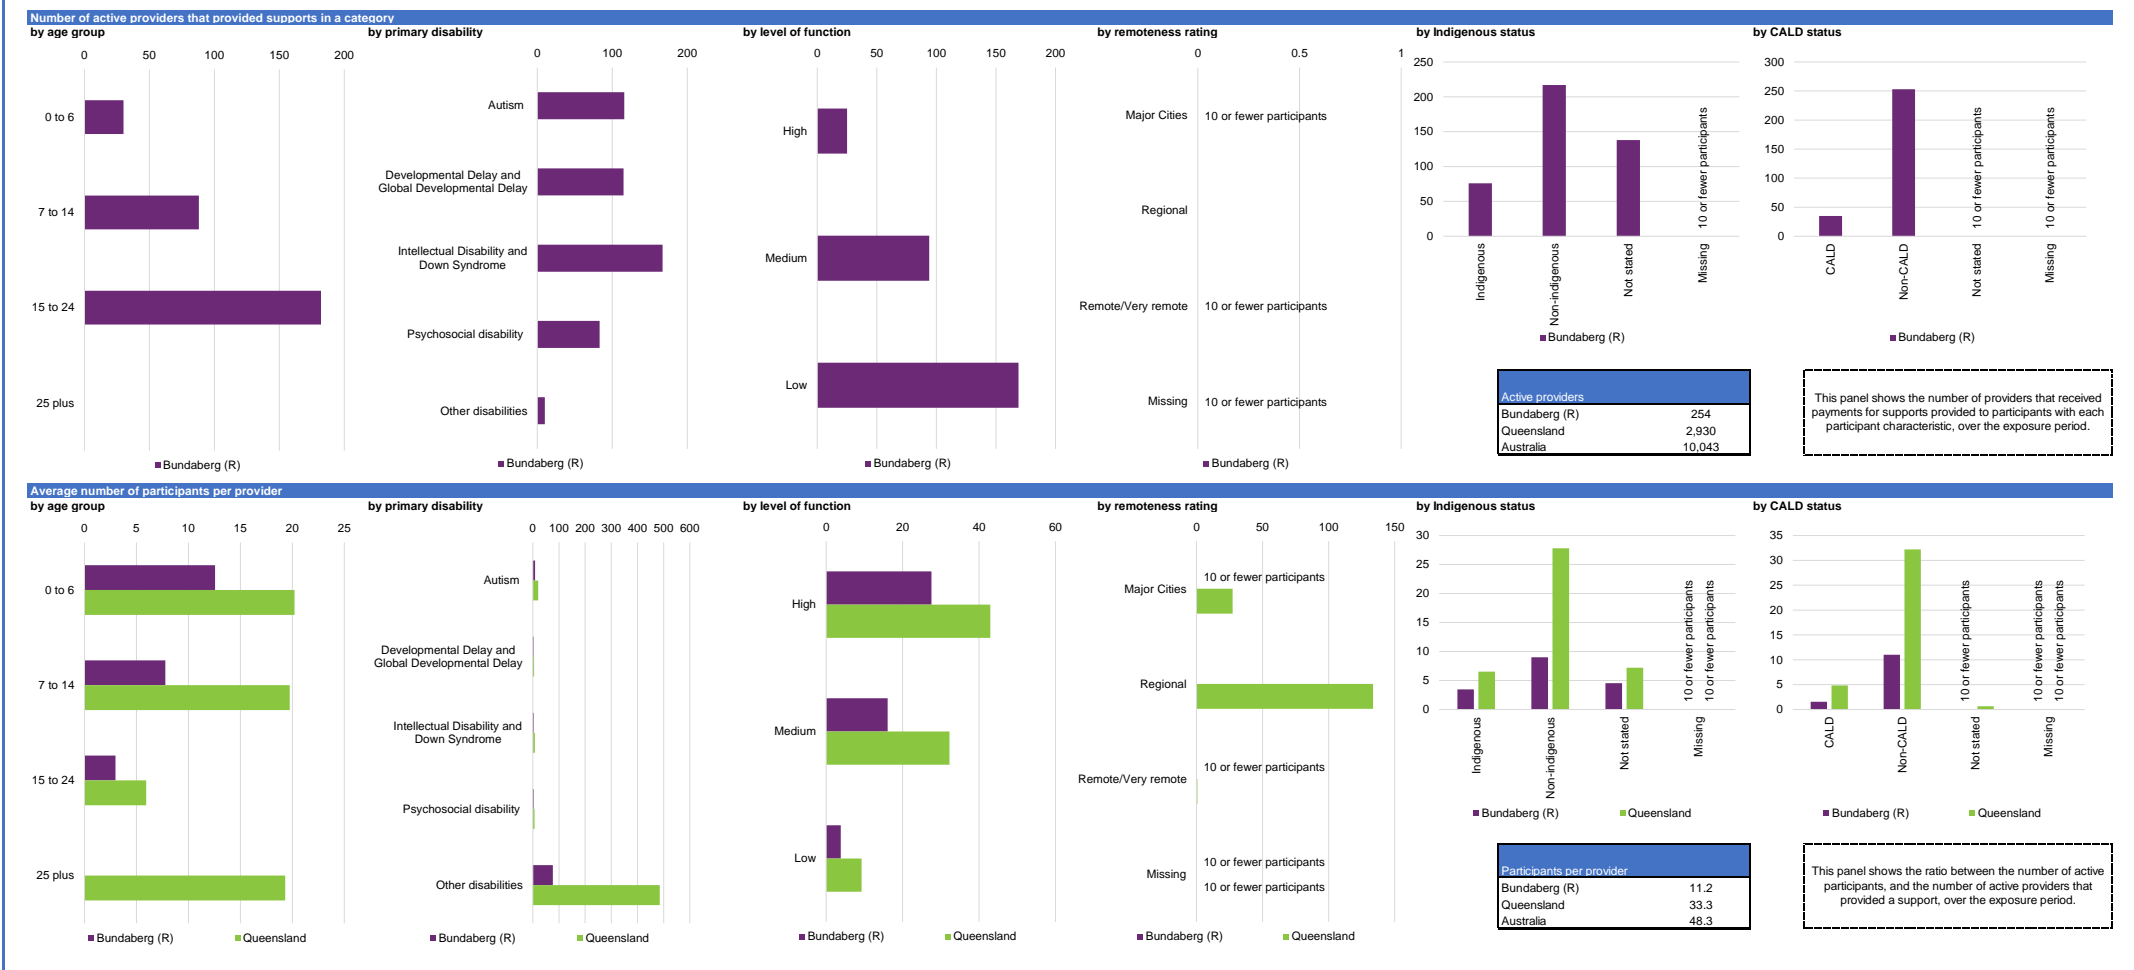 Number of active providers that provided supports in a category
by age group
0 50 100 150 200
0 to 6
7 to 14
15 to 24
25 plus
Bundaberg (R)
by primary disability
0 100 200
Autism
Developmental Delay and
Global Developmental Delay
Intellectual Disability and
Down Syndrome
Psychosocial disability
Other disabilities
Bundaberg (R)
by level of function
0 50 100 150 200
High
Medium
Low
Bundaberg (R)
by remoteness rating
0 0.5 1
Major Cities 10 or fewer participants
Regional
Remote/Very remote 10 or fewer participants
Missing 10 or fewer participants
Bundaberg (R)
by Indigenous status
250
200
150
100
50
0
10 or fewer participants
Indigenous
Non-indigenous
Not stated
Missing
Bundaberg (R)
by CALD status
300
250
200
150
100
50
0
10 or fewer participants
10 or fewer participants
CALD
Non-CALD
Not stated
Missing
Bundaberg (R)
Active providers
Bundaberg (R) 254
Queensland 2,930
Australia 10,043
This panel shows the number of providers that received
payments for supports provided to participants with each
participant characteristic, over the exposure period.
Average number of participants per provider
by age group
0 5 10 15 20 25
0 to 6
7 to 14
15 to 24
25 plus
Bundaberg (R) Queensland
by primary disability
0 100 200 300 400 500 600
Autism
Developmental Delay and
Global Developmental Delay
Intellectual Disability and
Down Syndrome
Psychosocial disability
Other disabilities
Bundaberg (R) Queensland
by level of function
0 20 40 60
High
Medium
Low
Bundaberg (R) Queensland
by remoteness rating
0 50 100 150
10 or fewer participants
Major Cities
Regional
10 or fewer participants
Remote/Very remote
10 or fewer participants
Missing
10 or fewer participants
Bundaberg (R) Queensland
by Indigenous status
30
25
20
15
10
5
0
10 or fewer participants
10 or fewer participants
Indigenous
Non-indigenous
Not stated
Missing
Bundaberg (R) Queensland
by CALD status
35
30
25
20
15
10
5
0
10 or fewer participants
10 or fewer participants
10 or fewer participants
CALD
Non-CALD
Not stated
Missing
Bundaberg (R) Queensland
Participants per provider
Bundaberg (R) 11.2
Queensland 33.3
Australia 48.3
This panel shows the ratio between the number of active
participants, and the number of active providers that
provided a support, over the exposure period.